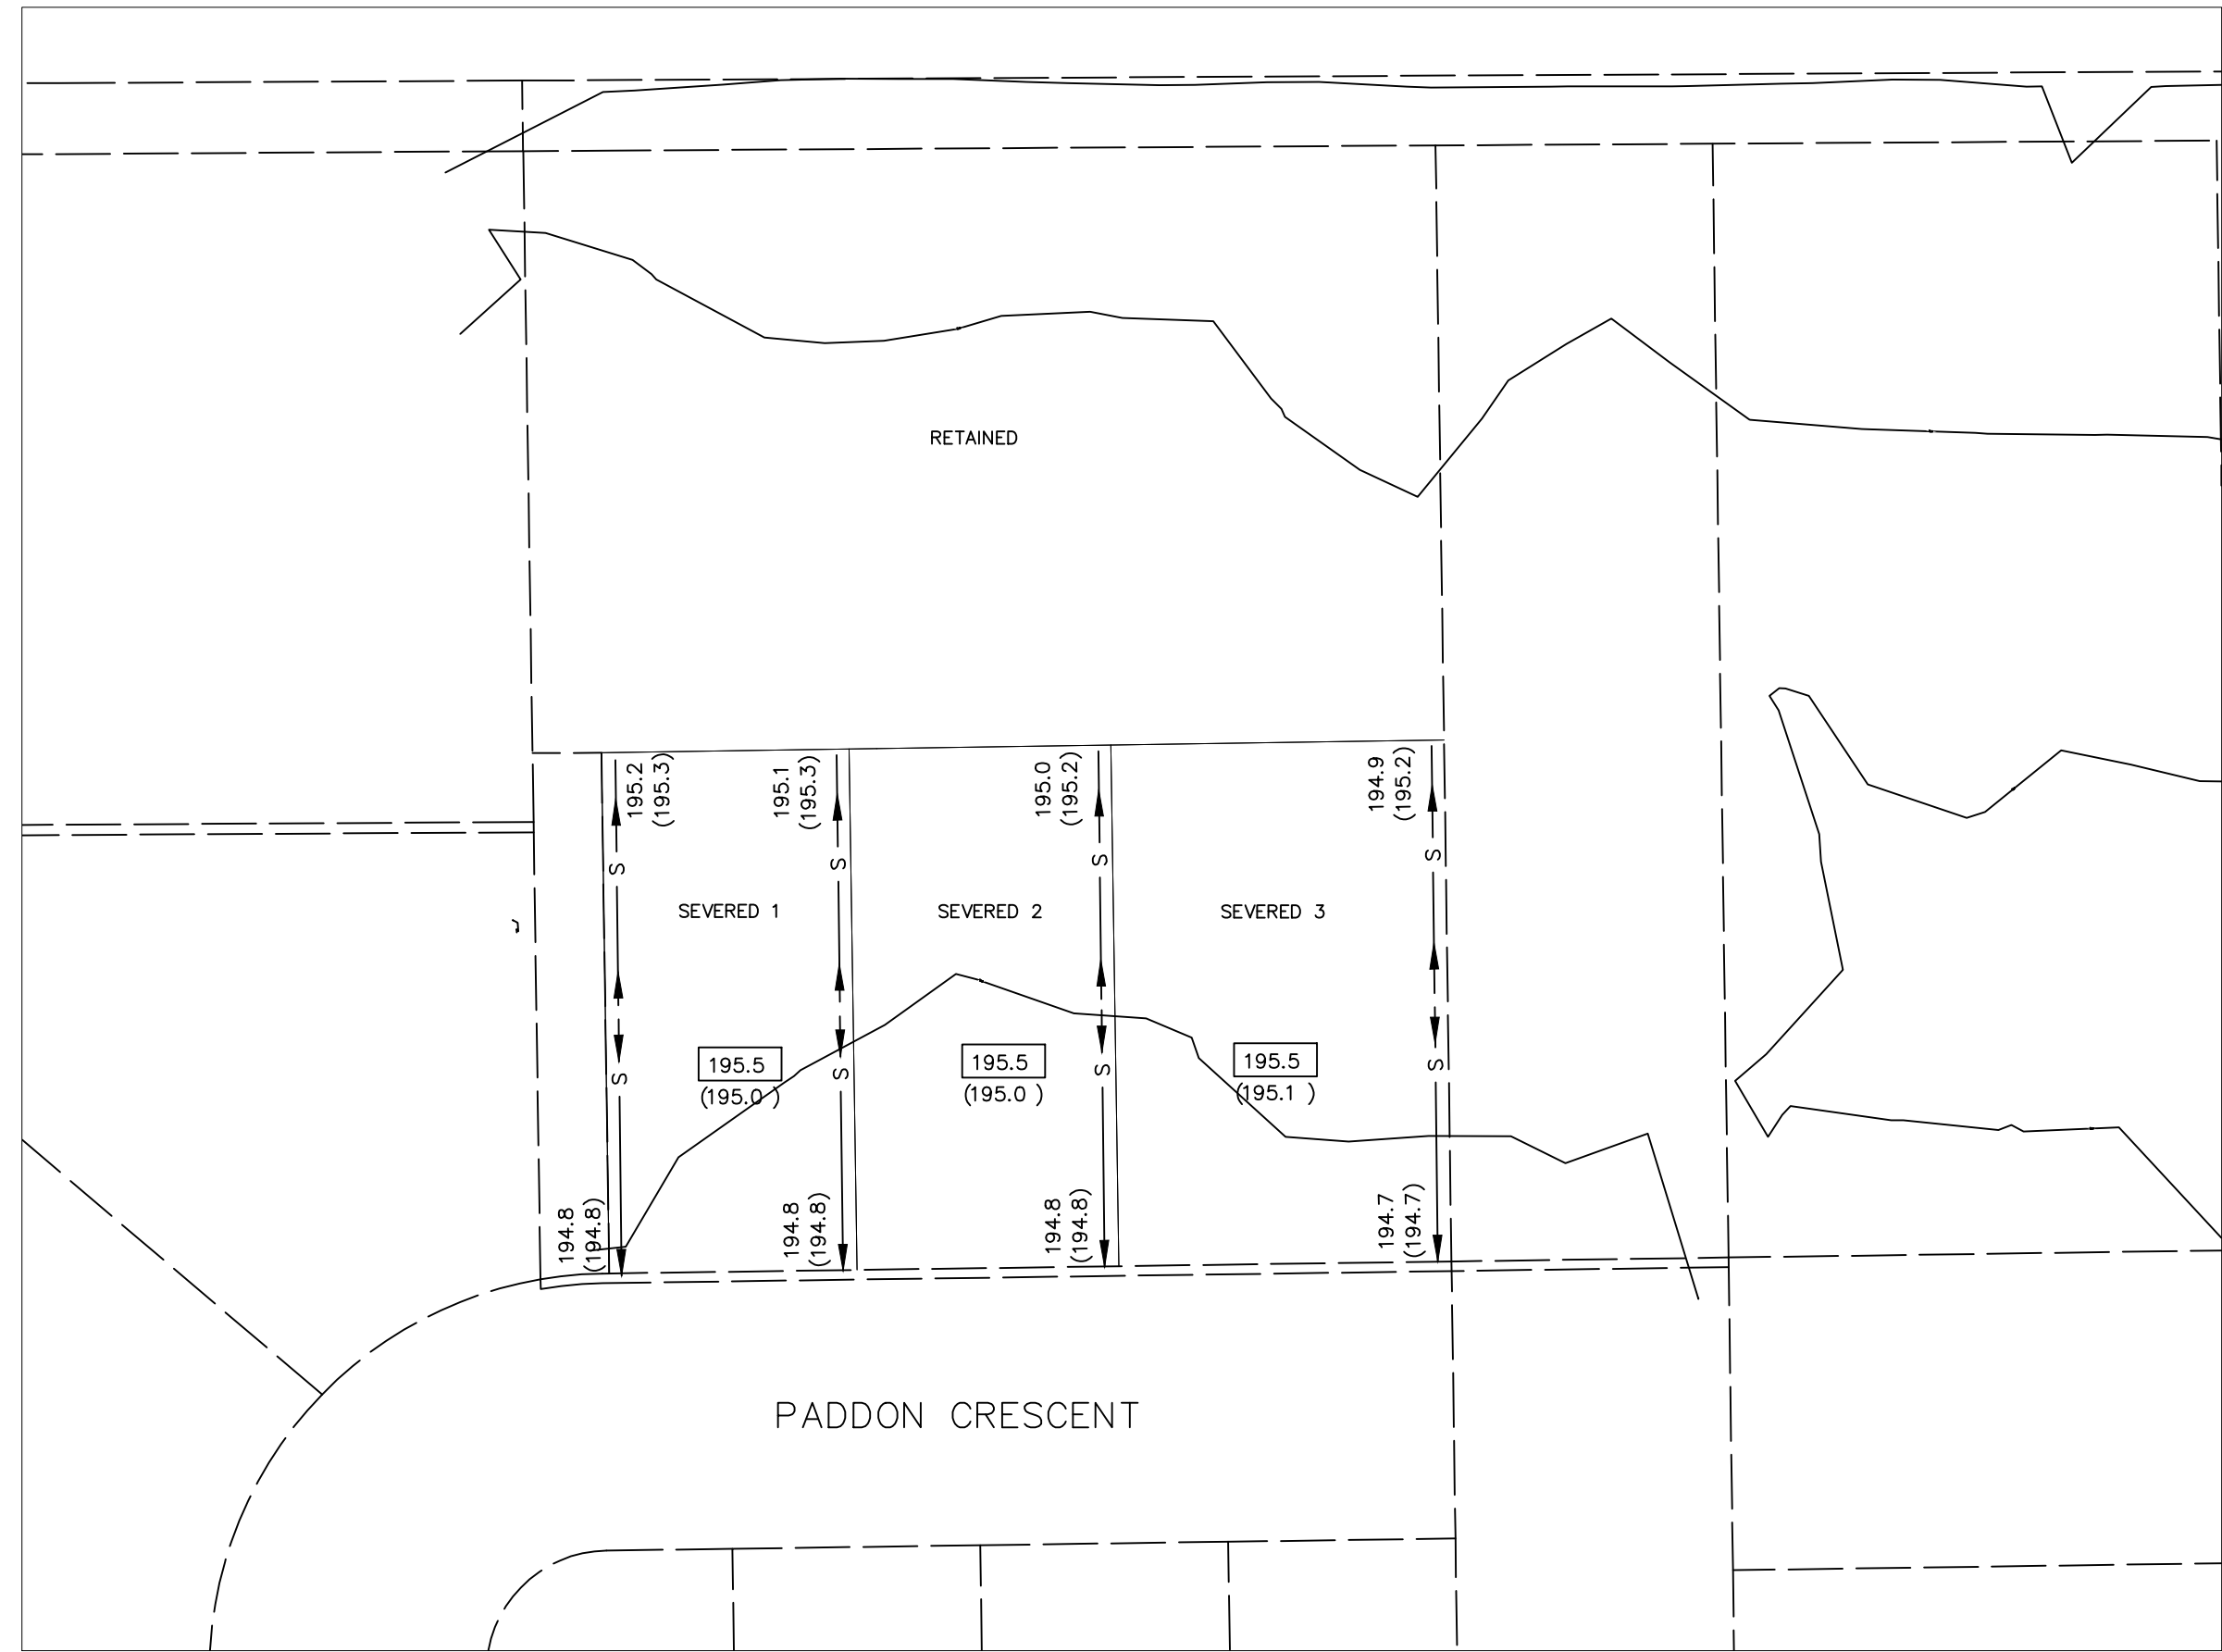 RETAINED
195.2
(195.3)
195.1
(195.3)
195.0
(195.2)
194.9
(195.2)
S
S
S
S
SEVERED 1
SEVERED 2
SEVERED 3
195.5
(195.0 )
195.5
(195.0 )
195.5
(195.1 )
S
S
S
S
194.8
(194.8)
194.8
(194.8)
194.8
(194.8)
194.7
(194.7)
PADDON CRESCENT